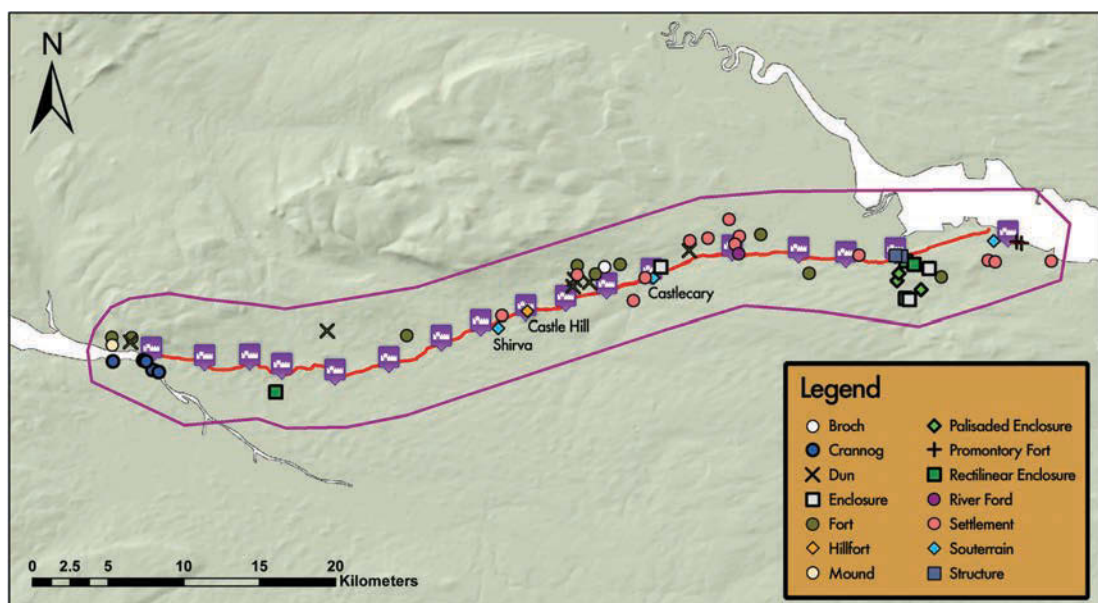 N
Castlecary
Castle Hill
Shirva
0 2.5 5 10 15 20
Kilometers
Legend
Broch
Crannog
Dun
Enclosure
Fort
Hillfort
Mound
Palisaded Enclosure
Promontory Fort
Rectilinear Enclosure
River Ford
Settlement
Souterrain
Structure